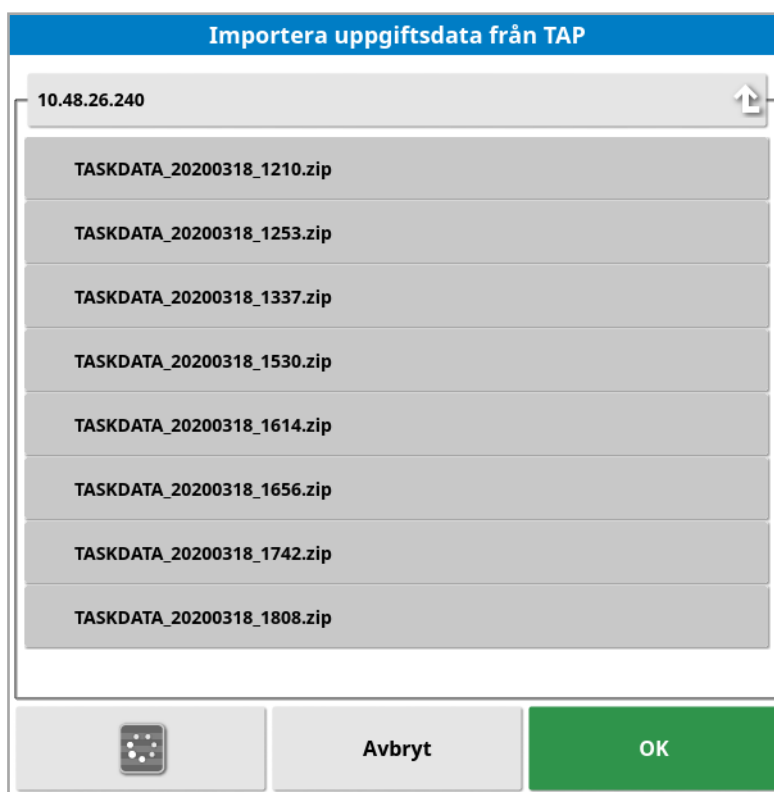 Importera uppgiftsdata från TAP
10.48.26.240
TASKDATA_20200318_1210.zip
TASKDATA_20200318_1253.zip
TASKDATA_20200318_1337.zip
TASKDATA_20200318_1530.zip
TASKDATA_20200318_1614.zip
TASKDATA_20200318_1656.zip
TASKDATA_20200318_1742.zip
TASKDATA_20200318_1808.zip
Avbryt OK